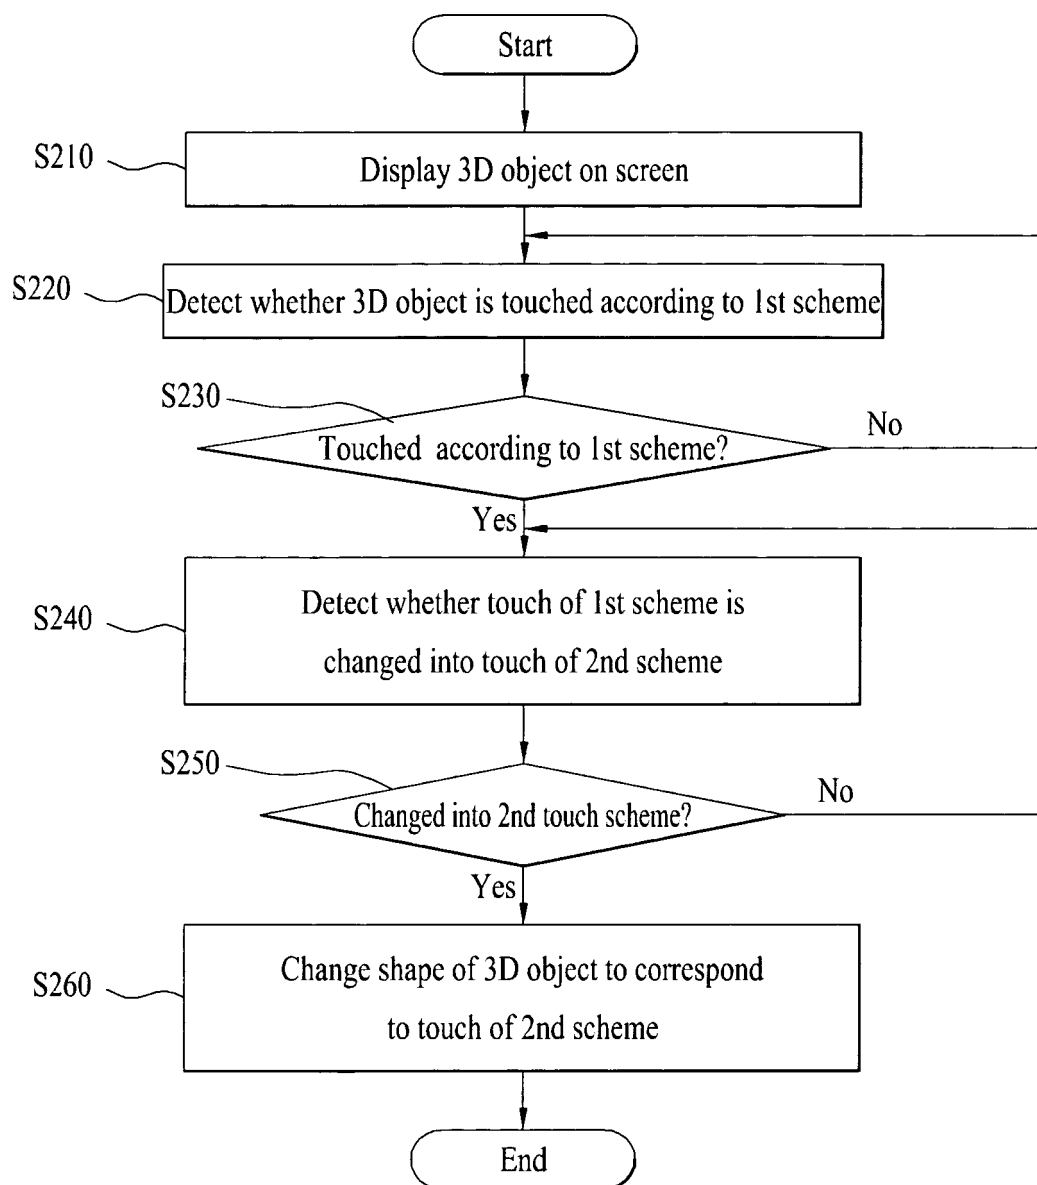 Start
S210
Display 3D object on screen
S220
Detect whether 3D object is touched according to 1st scheme
S230
Touched according to 1st scheme?
No
Yes
S240
Detect whether touch of 1st scheme is
changed into touch of 2nd scheme
S250
Changed into 2nd touch scheme?
No
Yes
S260
Change shape of 3D object to correspond
to touch of 2nd scheme
End